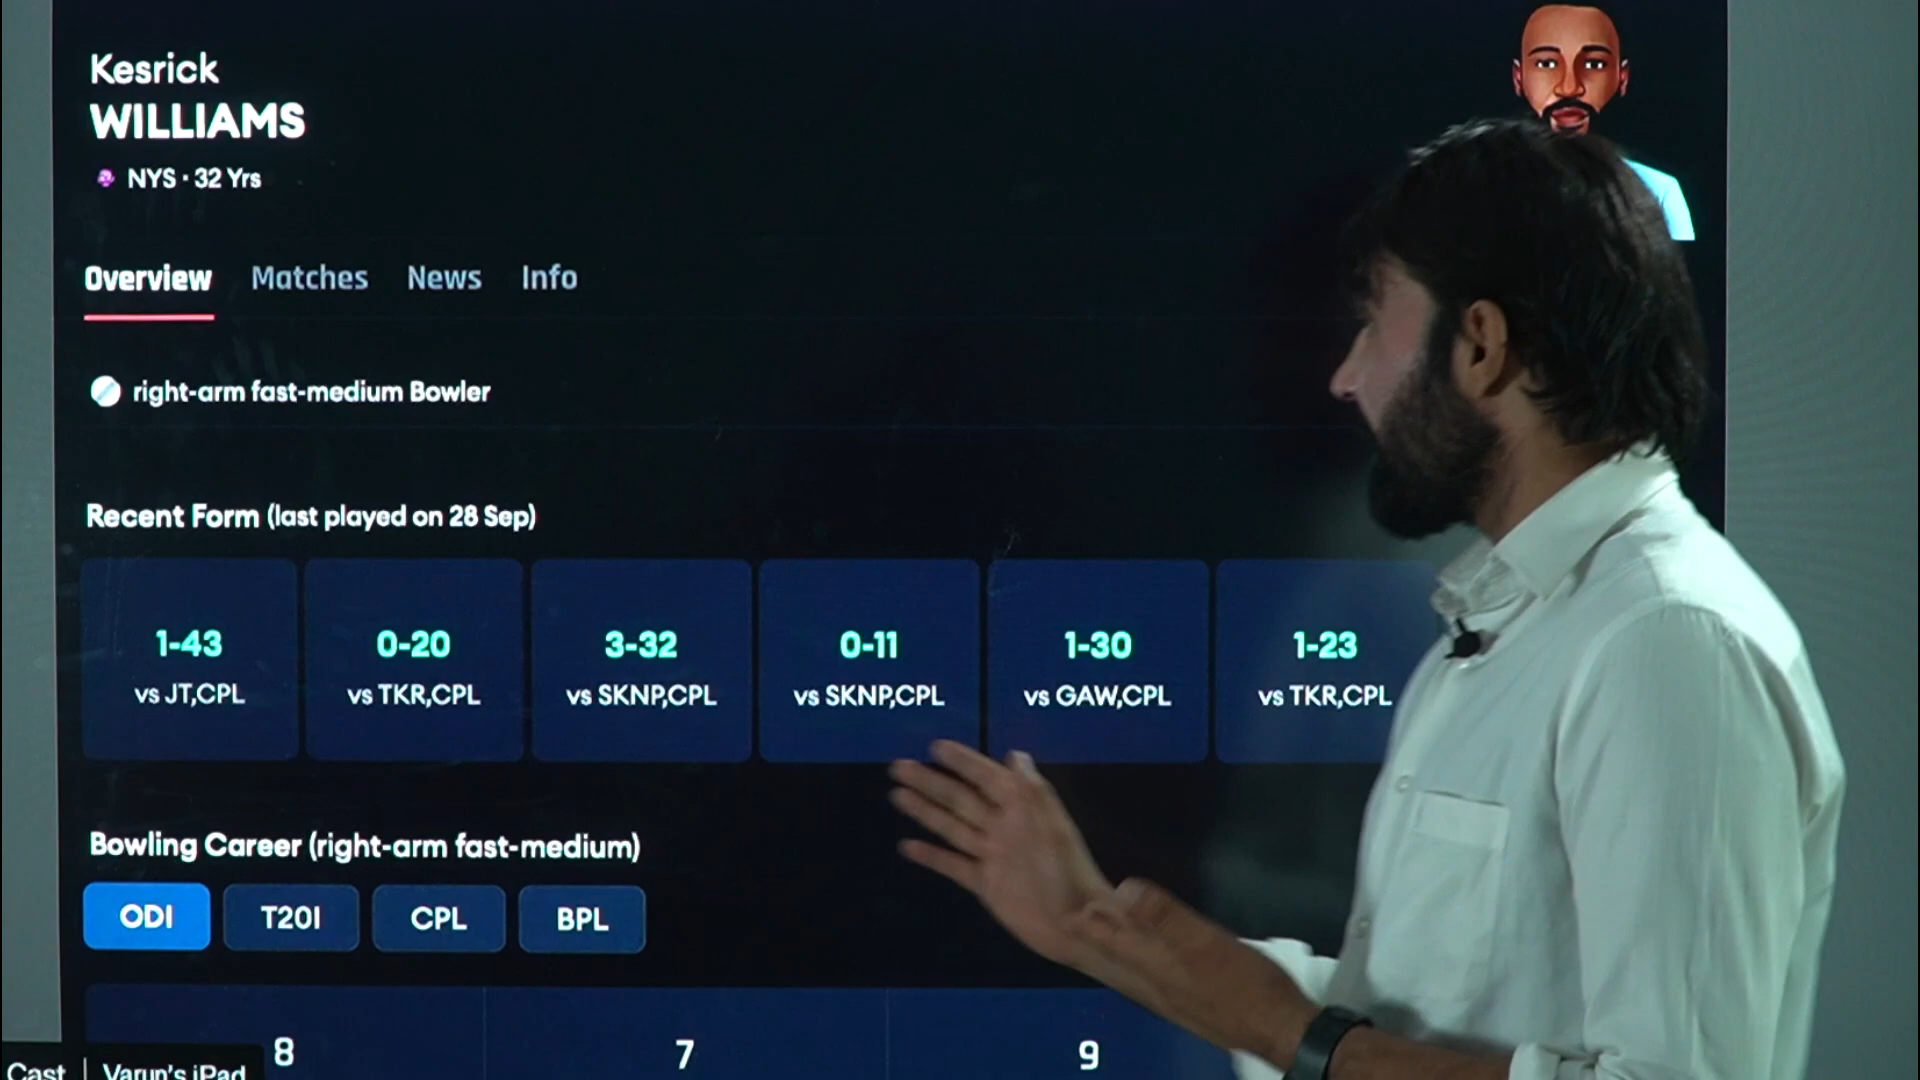 Kesrick
WILLIAMS
NYS · 32 Yrs
Overview Matches News Info
right-arm fast-medium Bowler
Recent Form (last played on 28 Sep)
1-43 0-20 3-32 0-11 1-30 1-23
vs JT,CPL vs TKR,CPL vs SKNP,CPL vs SKNP,CPL vs GAW,CPL vs TKR,CPL
Bowling Career (right-arm fast-medium)
ODI T20I CPL BPL
8 7 9
Cast | Varun's iPad